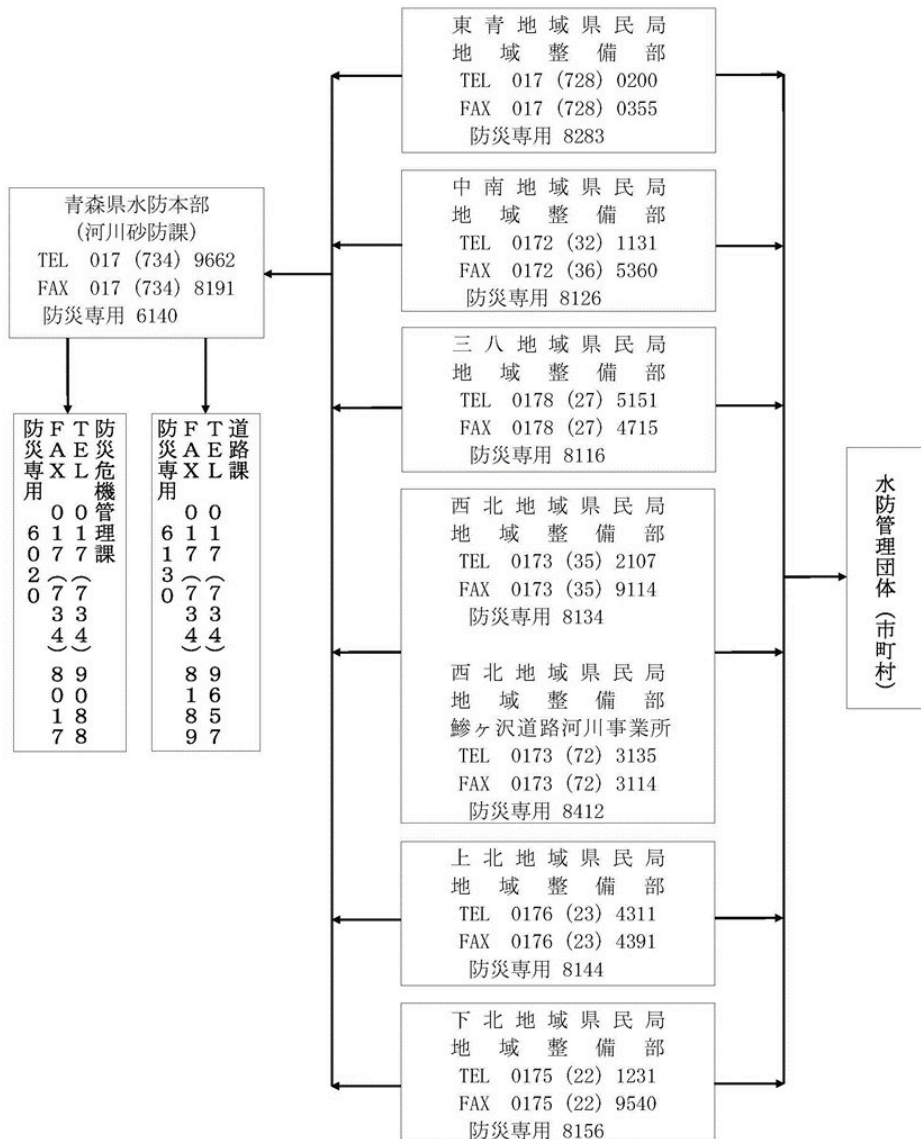 東青地域県民局
地域整備部
TEL 017 (728) 0200
FAX 017 (728) 0355
防災専用 8283
中南地域県民局
地域整備部
TEL 0172 (32) 1131
FAX 0172 (36) 5360
防災専用 8126
青森県水防本部
(河川砂防課)
TEL 017 (734) 9662
FAX 017 (734) 8191
防災専用 6140
三八地域県民局
地域整備部
TEL 0178 (27) 5151
FAX 0178 (27) 4715
防災専用 8116
道路課
TEL 017(734)9657
FAX 017(734)8189
防災専用 6130
防災危機管理課
TEL 017(734)9088
FAX 017(734)8017
防災専用 6020
西北地域県民局
地域整備部
TEL 0173 (35) 2107
FAX 0173 (35) 9114
防災専用 8134
西北地域県民局
地域整備部
鰺ヶ沢道路河川事業所
TEL 0173 (72) 3135
FAX 0173 (72) 3114
防災専用 8412
水防管理団体(市町村)
上北地域県民局
地域整備部
TEL 0176 (23) 4311
FAX 0176 (23) 4391
防災専用 8144
下北地域県民局
地域整備部
TEL 0175 (22) 1231
FAX 0175 (22) 9540
防災専用 8156